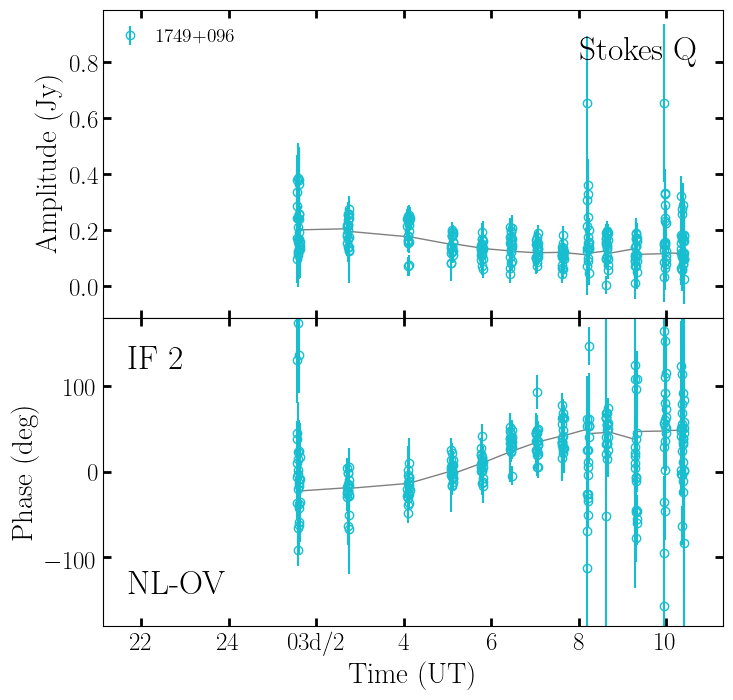 1749+096
Stokes Q
Amplitude (Jy)
0.8
0.6
0.4
0.2
0.0
IF 2
Phase (deg)
100
0
−100
NL-OV
22 24 03d/2 4 6 8 10
Time (UT)